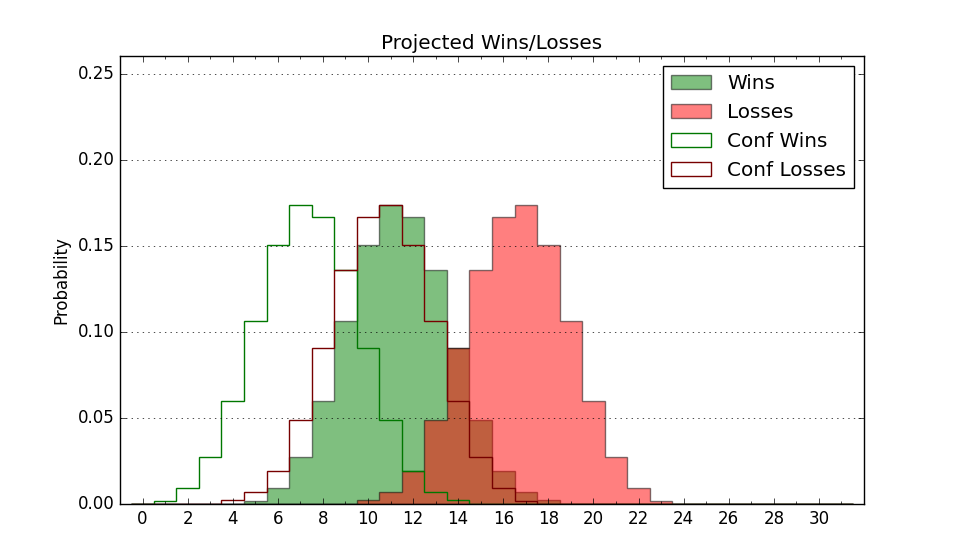 Projected Wins/Losses
Probability
0.25
0.20
0.15
0.10
0.05
0.00
0 2 4 6 8 10 12 14 16 18 20 22 24 26 28 30
Wins
Losses
Conf Wins
Conf Losses